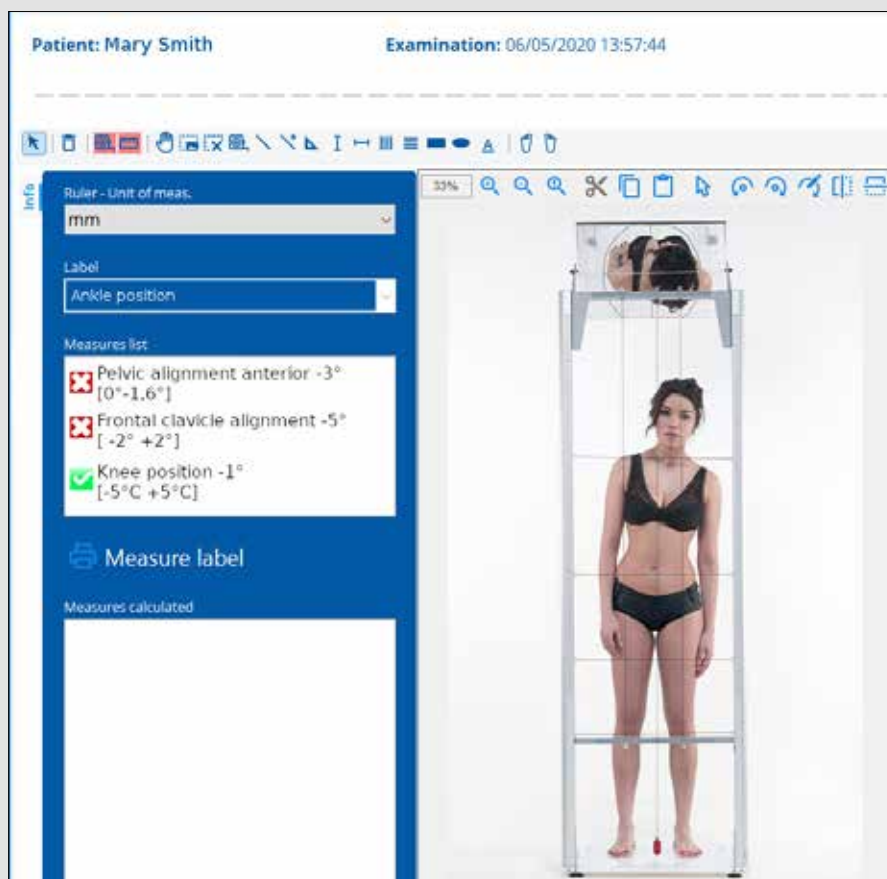 Patient: Mary Smith
Examination: 06/05/2020 13:57:44
Info
Ruler - Unit of meas.
mm
33%
Label
Ankle position
Measures list
Pelvic alignment anterior -3°
[0°-1,6°]
Frontal clavicle alignment -5°
[ -2° +2°]
Knee position -1°
[-5°C +5°C]
Measure label
Measures calculated